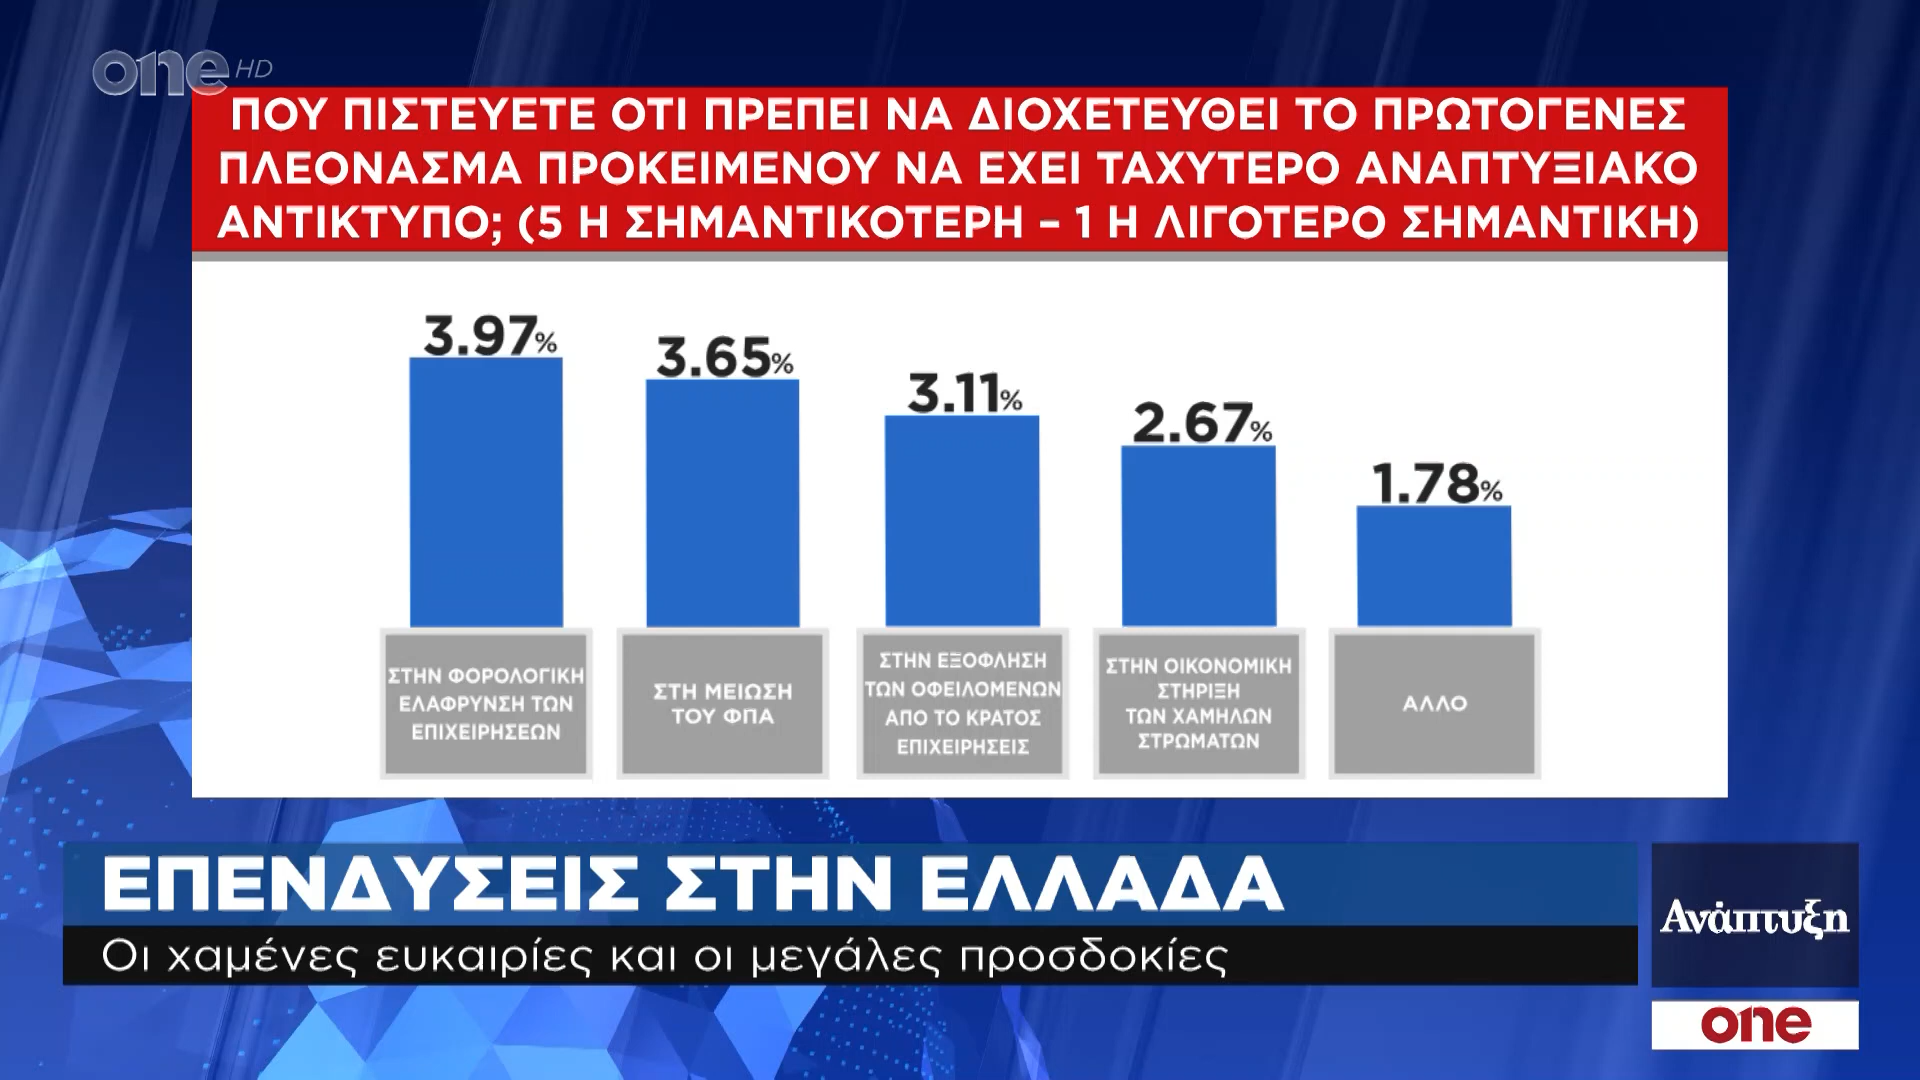 one HD
ΠΟΥ ΠΙΣΤΕΥΕΤΕ ΟΤΙ ΠΡΕΠΕΙ ΝΑ ΔΙΟΧΕΤΕΥΘΕΙ ΤΟ ΠΡΩΤΟΓΕΝΕΣ
ΠΛΕΟΝΑΣΜΑ ΠΡΟΚΕΙΜΕΝΟΥ ΝΑ ΕΧΕΙ ΤΑΧΥΤΕΡΟ ΑΝΑΠΤΥΞΙΑΚΟ
ΑΝΤΙΚΤΥΠΟ; (5 Η ΣΗΜΑΝΤΙΚΟΤΕΡΗ – 1 Η ΛΙΓΟΤΕΡΟ ΣΗΜΑΝΤΙΚΗ)
3.97%
3.65%
3.11%
2.67%
1.78%
ΣΤΗΝ ΦΟΡΟΛΟΓΙΚΗ
ΕΛΑΦΡΥΝΣΗ ΤΩΝ
ΕΠΙΧΕΙΡΗΣΕΩΝ
ΣΤΗ ΜΕΙΩΣΗ
ΤΟΥ ΦΠΑ
ΣΤΗΝ ΕΞΟΦΛΗΣΗ
ΤΩΝ ΟΦΕΙΛΟΜΕΝΩΝ
ΑΠΟ ΤΟ ΚΡΑΤΟΣ
ΕΠΙΧΕΙΡΗΣΕΙΣ
ΣΤΗΝ ΟΙΚΟΝΟΜΙΚΗ
ΣΤΗΡΙΞΗ
ΤΩΝ ΧΑΜΗΛΩΝ
ΣΤΡΩΜΑΤΩΝ
ΑΛΛΟ
ΕΠΕΝΔΥΣΕΙΣ ΣΤΗΝ ΕΛΛΑΔΑ
Οι χαμένες ευκαιρίες και οι μεγάλες προσδοκίες
Ανάπτυξη
one